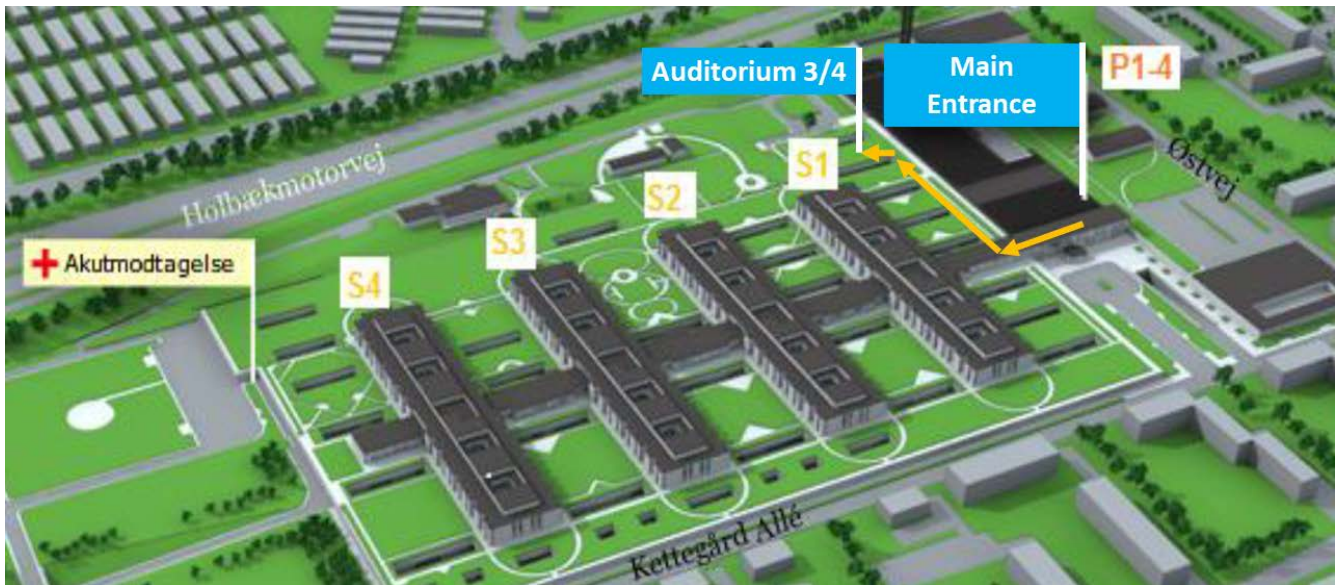 Auditorium 3/4
Main
Entrance
P1-4
Østvej
Holbækmotorvej
S1
S2
S3
S4
Akutmodtagelse
Kettegård Allé